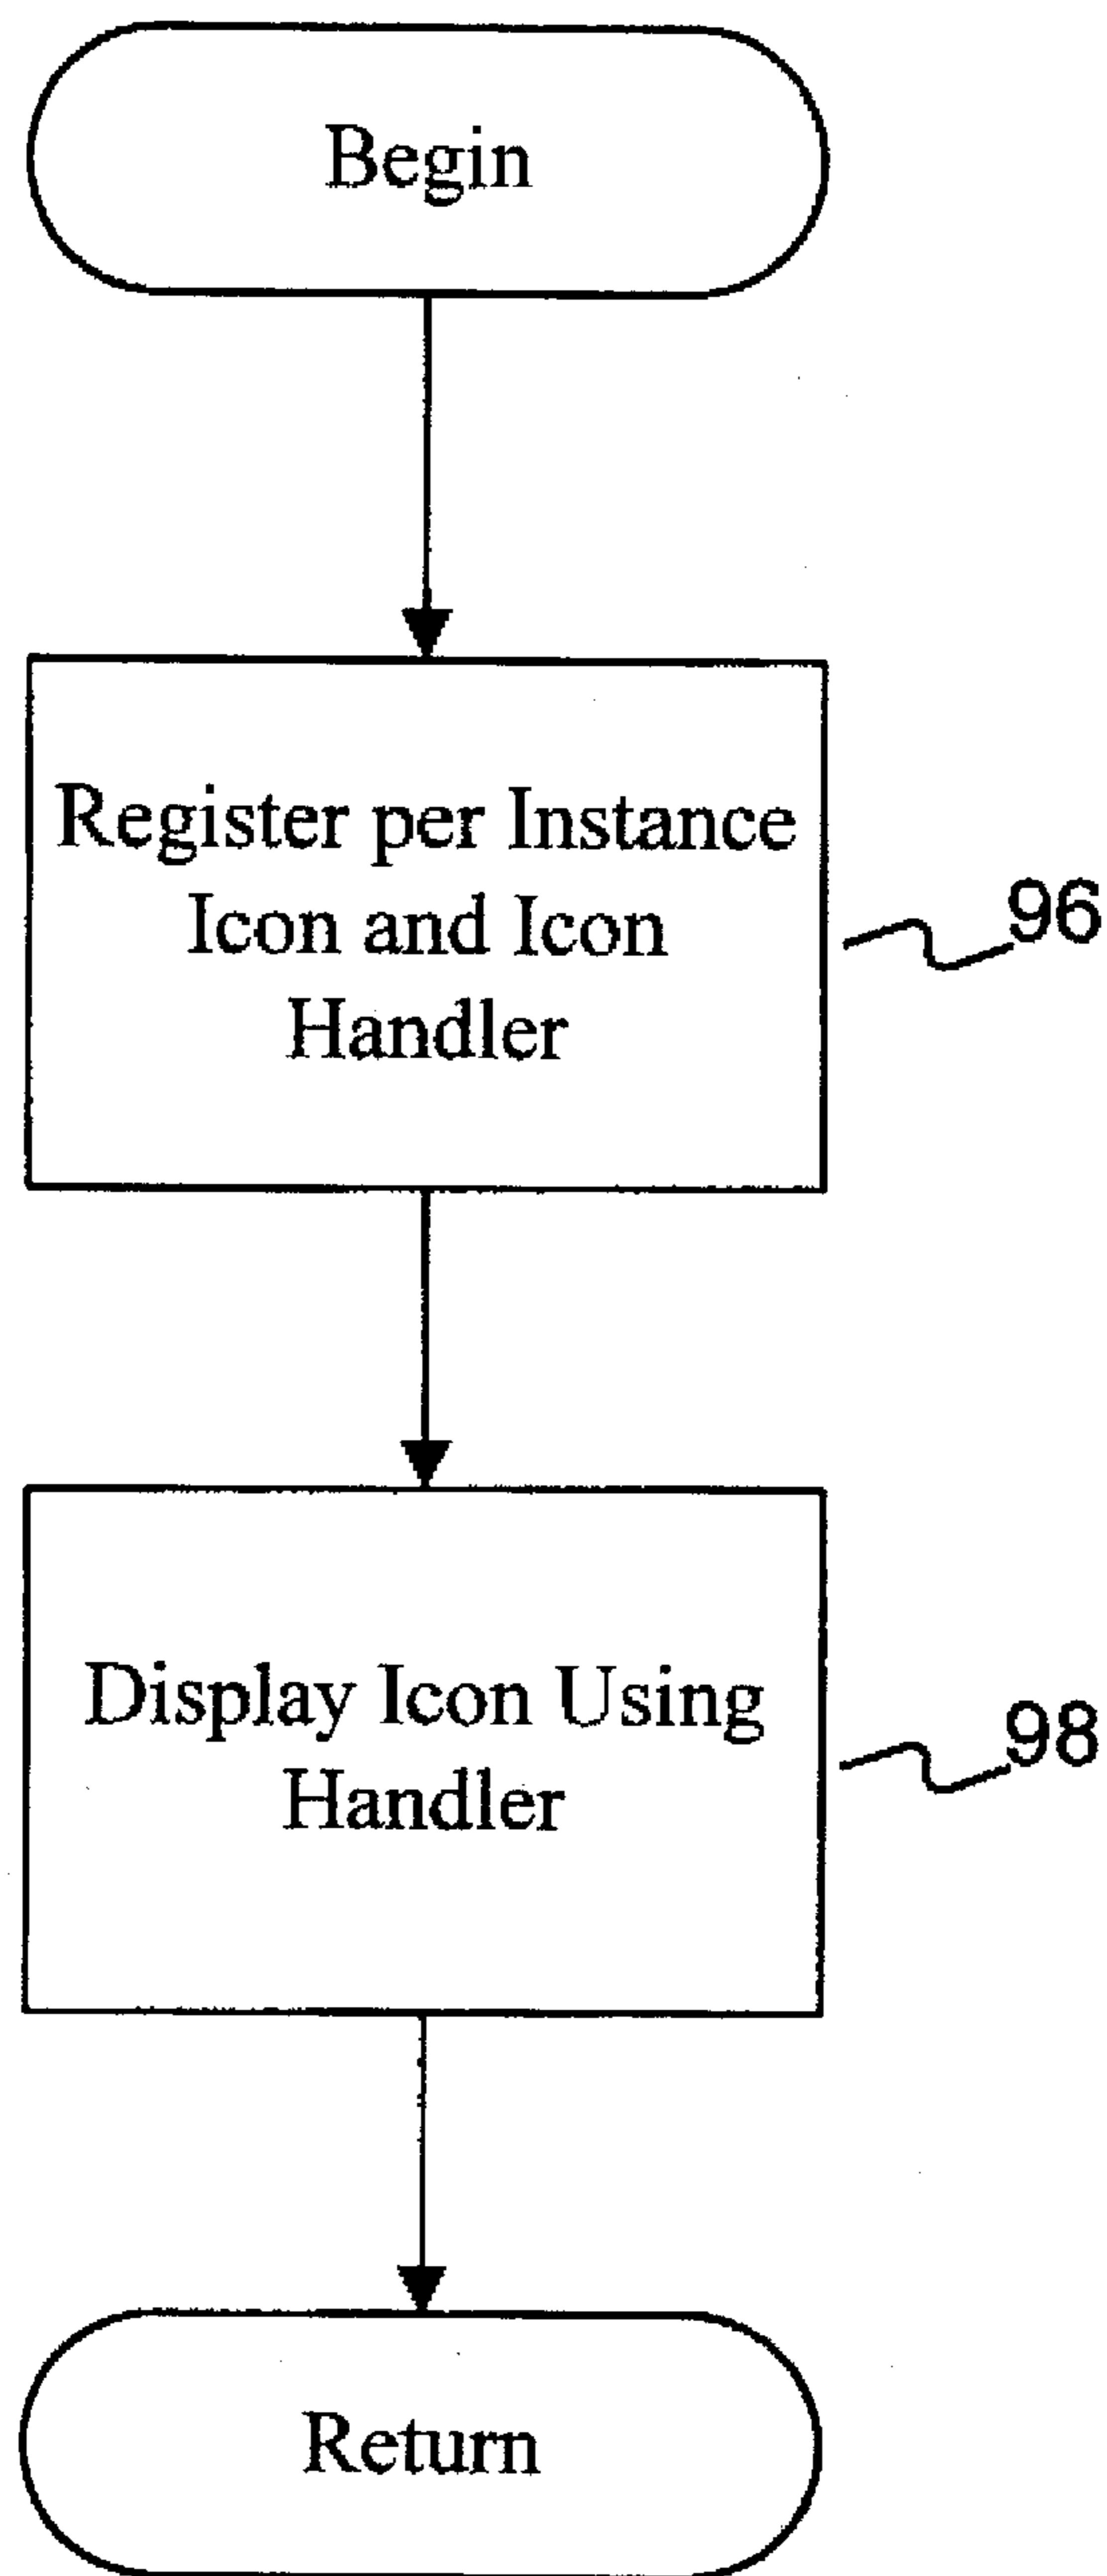 Begin
Register per Instance
Icon and Icon
Handler
96
Display Icon Using
Handler
98
Return